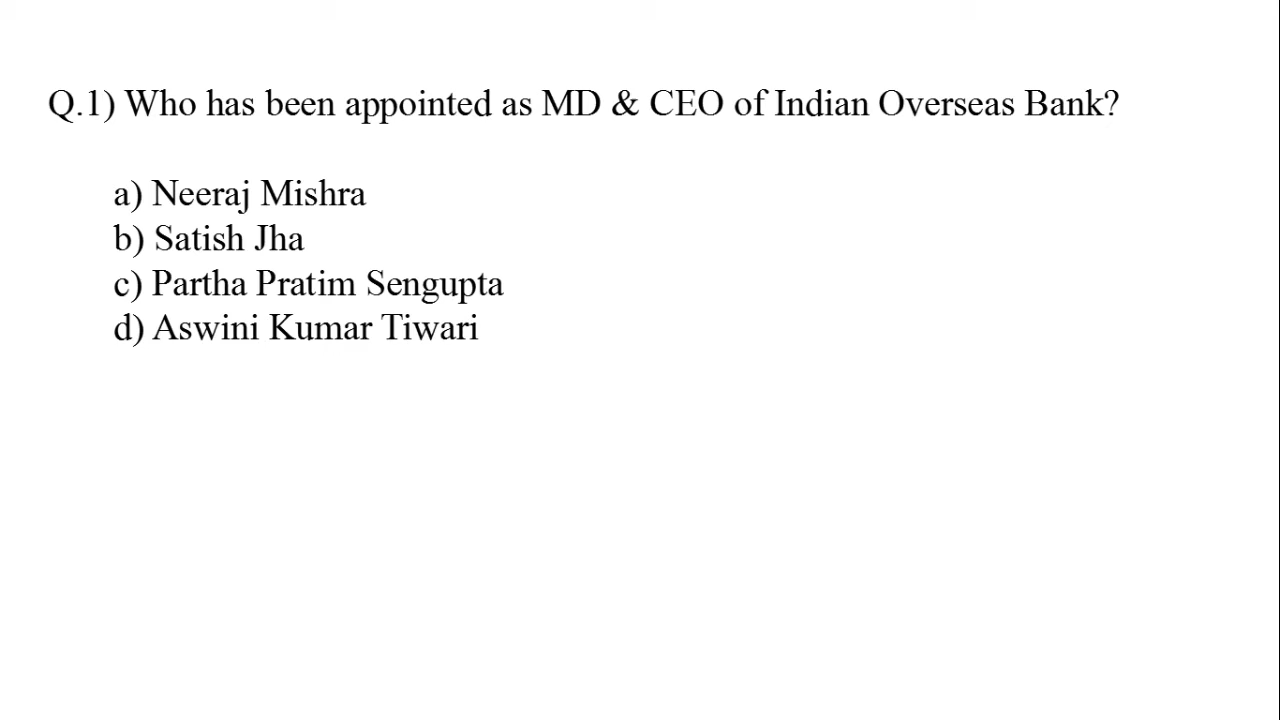 Q.1) Who has been appointed as MD & CEO of Indian Overseas Bank?
a) Neeraj Mishra
b) Satish Jha
c) Partha Pratim Sengupta
d) Aswini Kumar Tiwari